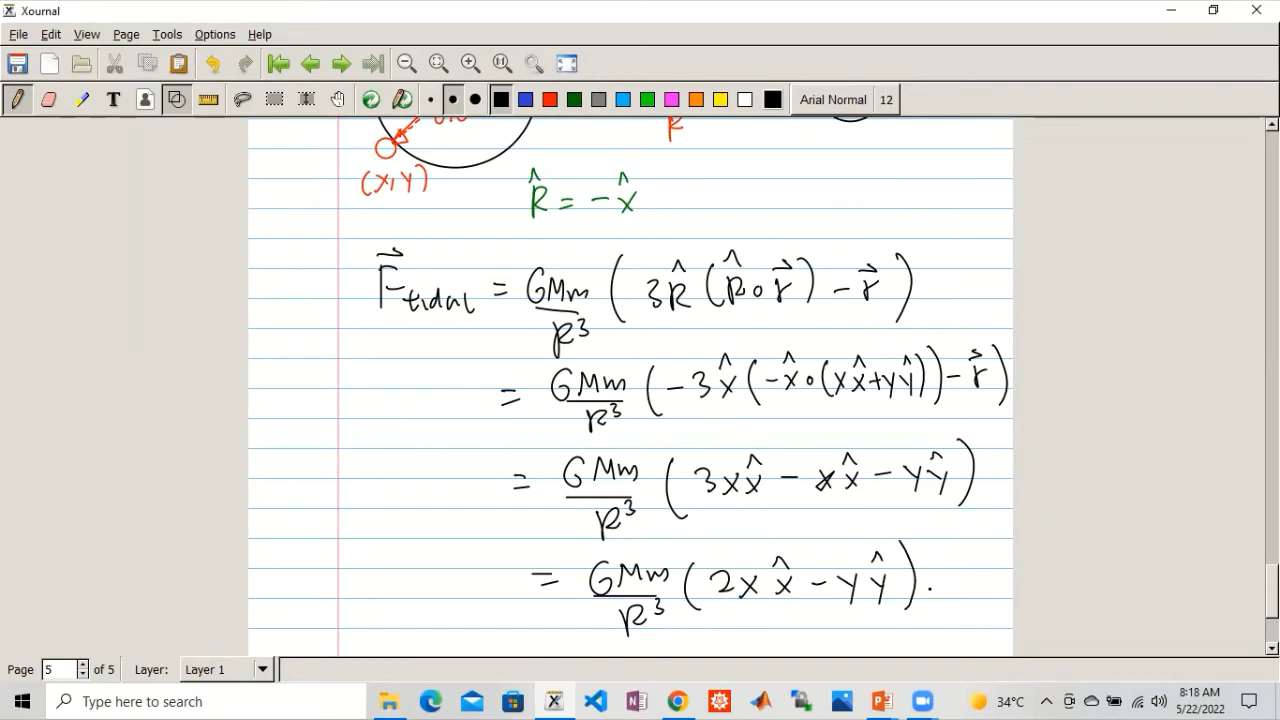 Xournal
File Edit View Page Tools Options Help
Arial Normal 12
(x,y)
R̂ = -x̂
F⃗tidal = GMm/R³ ( 3R̂ (R̂∘r⃗) - r⃗ )
= GMm/R³ ( -3x̂ (-x̂∘(xx̂+yŷ)) - r⃗ )
= GMm/R³ ( 3xx̂ - xx̂ - yŷ )
= GMm/R³ ( 2xx̂ - yŷ ).
Page 5 of 5 Layer: Layer 1
Type here to search
34°C
8:18 AM
5/22/2022